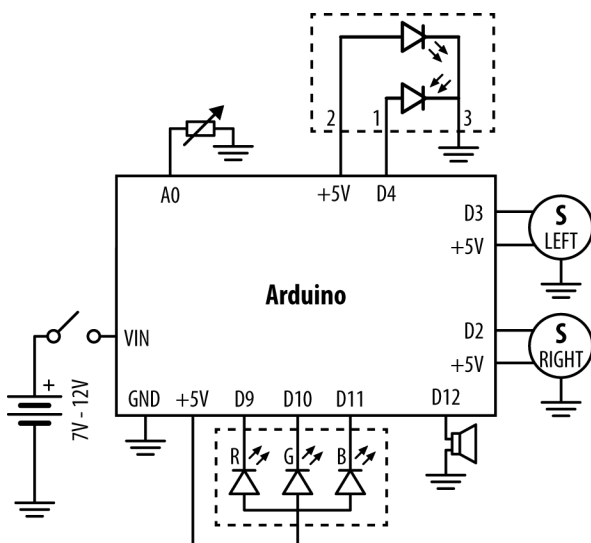 2 1 3
A0
+5V D4
D3
S
LEFT
+5V
Arduino
VIN
D2
S
RIGHT
+5V
+
7V - 12V
GND +5V D9 D10 D11 D12
R G B